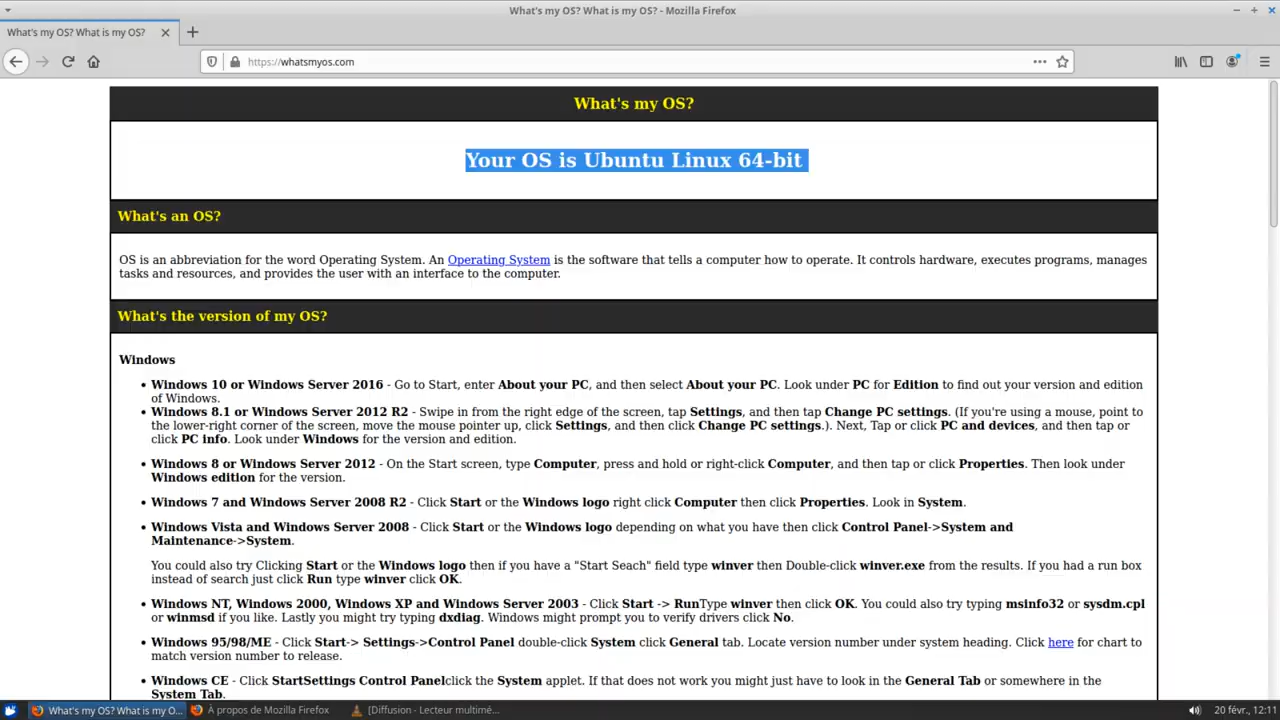 What's my OS? What is my OS? - Mozilla Firefox
What's my OS? What is my OS?
https://whatsmyos.com
What's my OS?
Your OS is Ubuntu Linux 64-bit
What's an OS?
OS is an abbreviation for the word Operating System. An Operating System is the software that tells a computer how to operate. It controls hardware, executes programs, manages
tasks and resources, and provides the user with an interface to the computer.
What's the version of my OS?
Windows
• Windows 10 or Windows Server 2016 - Go to Start, enter About your PC, and then select About your PC. Look under PC for Edition to find out your version and edition
of Windows.
• Windows 8.1 or Windows Server 2012 R2 - Swipe in from the right edge of the screen, tap Settings, and then tap Change PC settings. (If you're using a mouse, point to
the lower-right corner of the screen, move the mouse pointer up, click Settings, and then click Change PC settings.). Next, Tap or click PC and devices, and then tap or
click PC info. Look under Windows for the version and edition.
• Windows 8 or Windows Server 2012 - On the Start screen, type Computer, press and hold or right-click Computer, and then tap or click Properties. Then look under
Windows edition for the version.
• Windows 7 and Windows Server 2008 R2 - Click Start or the Windows logo right click Computer then click Properties. Look in System.
• Windows Vista and Windows Server 2008 - Click Start or the Windows logo depending on what you have then click Control Panel->System and
Maintenance->System.
You could also try Clicking Start or the Windows logo then if you have a "Start Seach" field type winver then Double-click winver.exe from the results. If you had a run box
instead of search just click Run type winver click OK.
• Windows NT, Windows 2000, Windows XP and Windows Server 2003 - Click Start -> RunType winver then click OK. You could also try typing msinfo32 or sysdm.cpl
or winmsd if you like. Lastly you might try typing dxdiag. Windows might prompt you to verify drivers click No.
• Windows 95/98/ME - Click Start-> Settings->Control Panel double-click System click General tab. Locate version number under system heading. Click here for chart to
match version number to release.
• Windows CE - Click StartSettings Control Panelclick the System applet. If that does not work you might just have to look in the General Tab or somewhere in the
System Tab.
What's my OS? What is my O...
À propos de Mozilla Firefox
[Diffusion - Lecteur multimé...
20 févr., 12:11